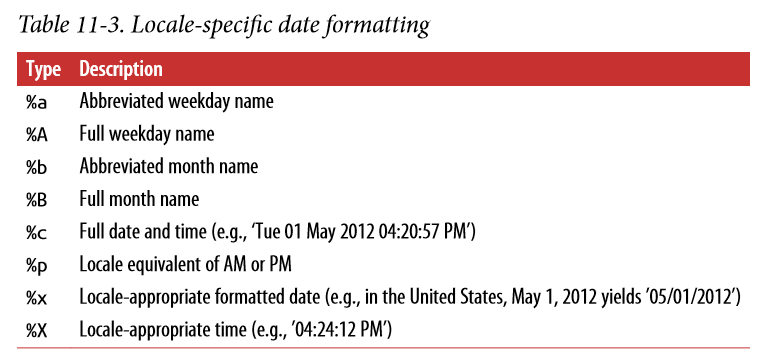 Table 11-3. Locale-specific date formatting
Type Description
%a Abbreviated weekday name
%A Full weekday name
%b Abbreviated month name
%B Full month name
%c Full date and time (e.g., ‘Tue 01 May 2012 04:20:57 PM’)
%p Locale equivalent of AM or PM
%x Locale-appropriate formatted date (e.g., in the United States, May 1, 2012 yields ’05/01/2012’)
%X Locale-appropriate time (e.g., ’04:24:12 PM’)